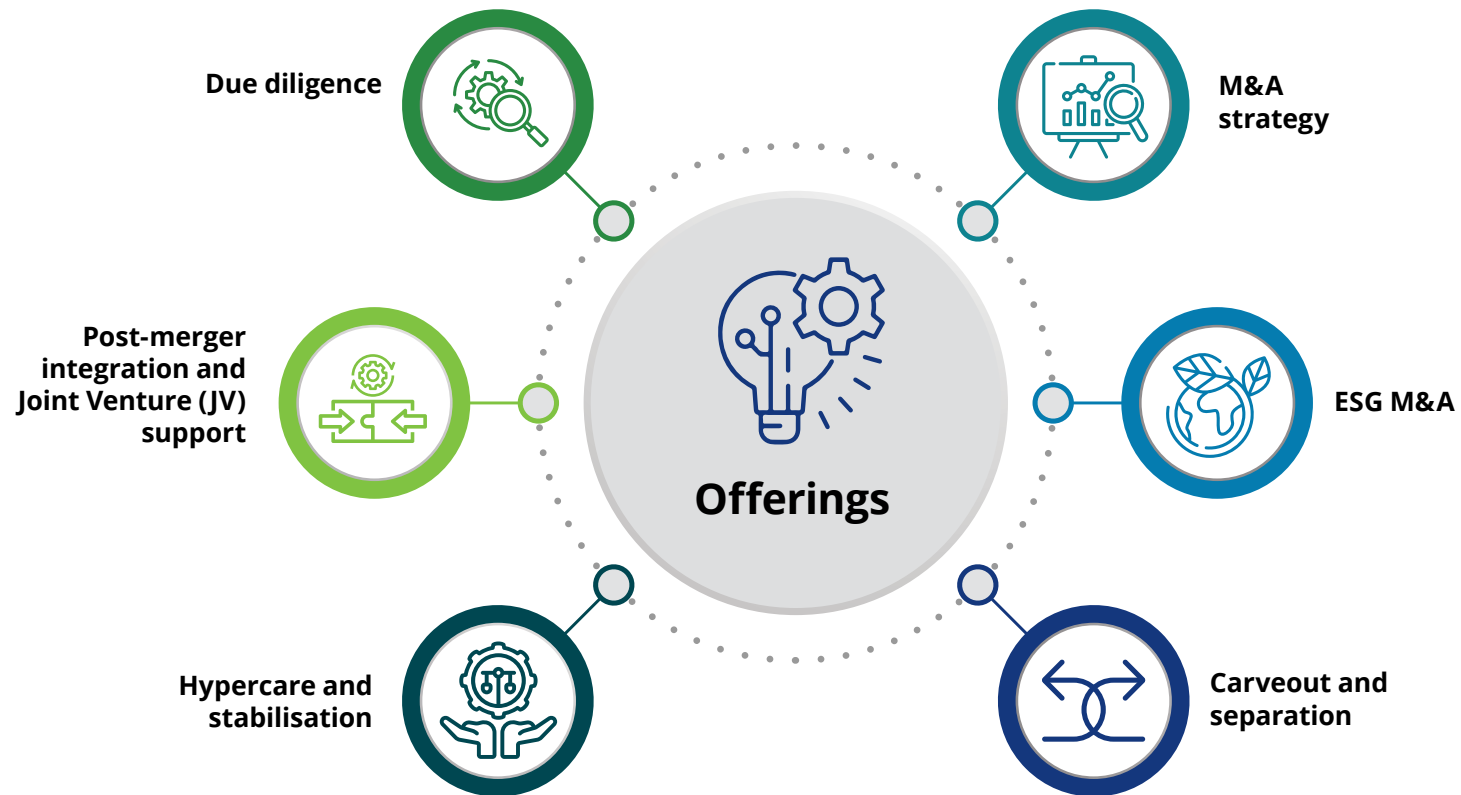 Due diligence
M&A
strategy
Post-merger
integration and
Joint Venture (JV)
support
ESG M&A
Offerings
Hypercare and
stabilisation
Carveout and
separation